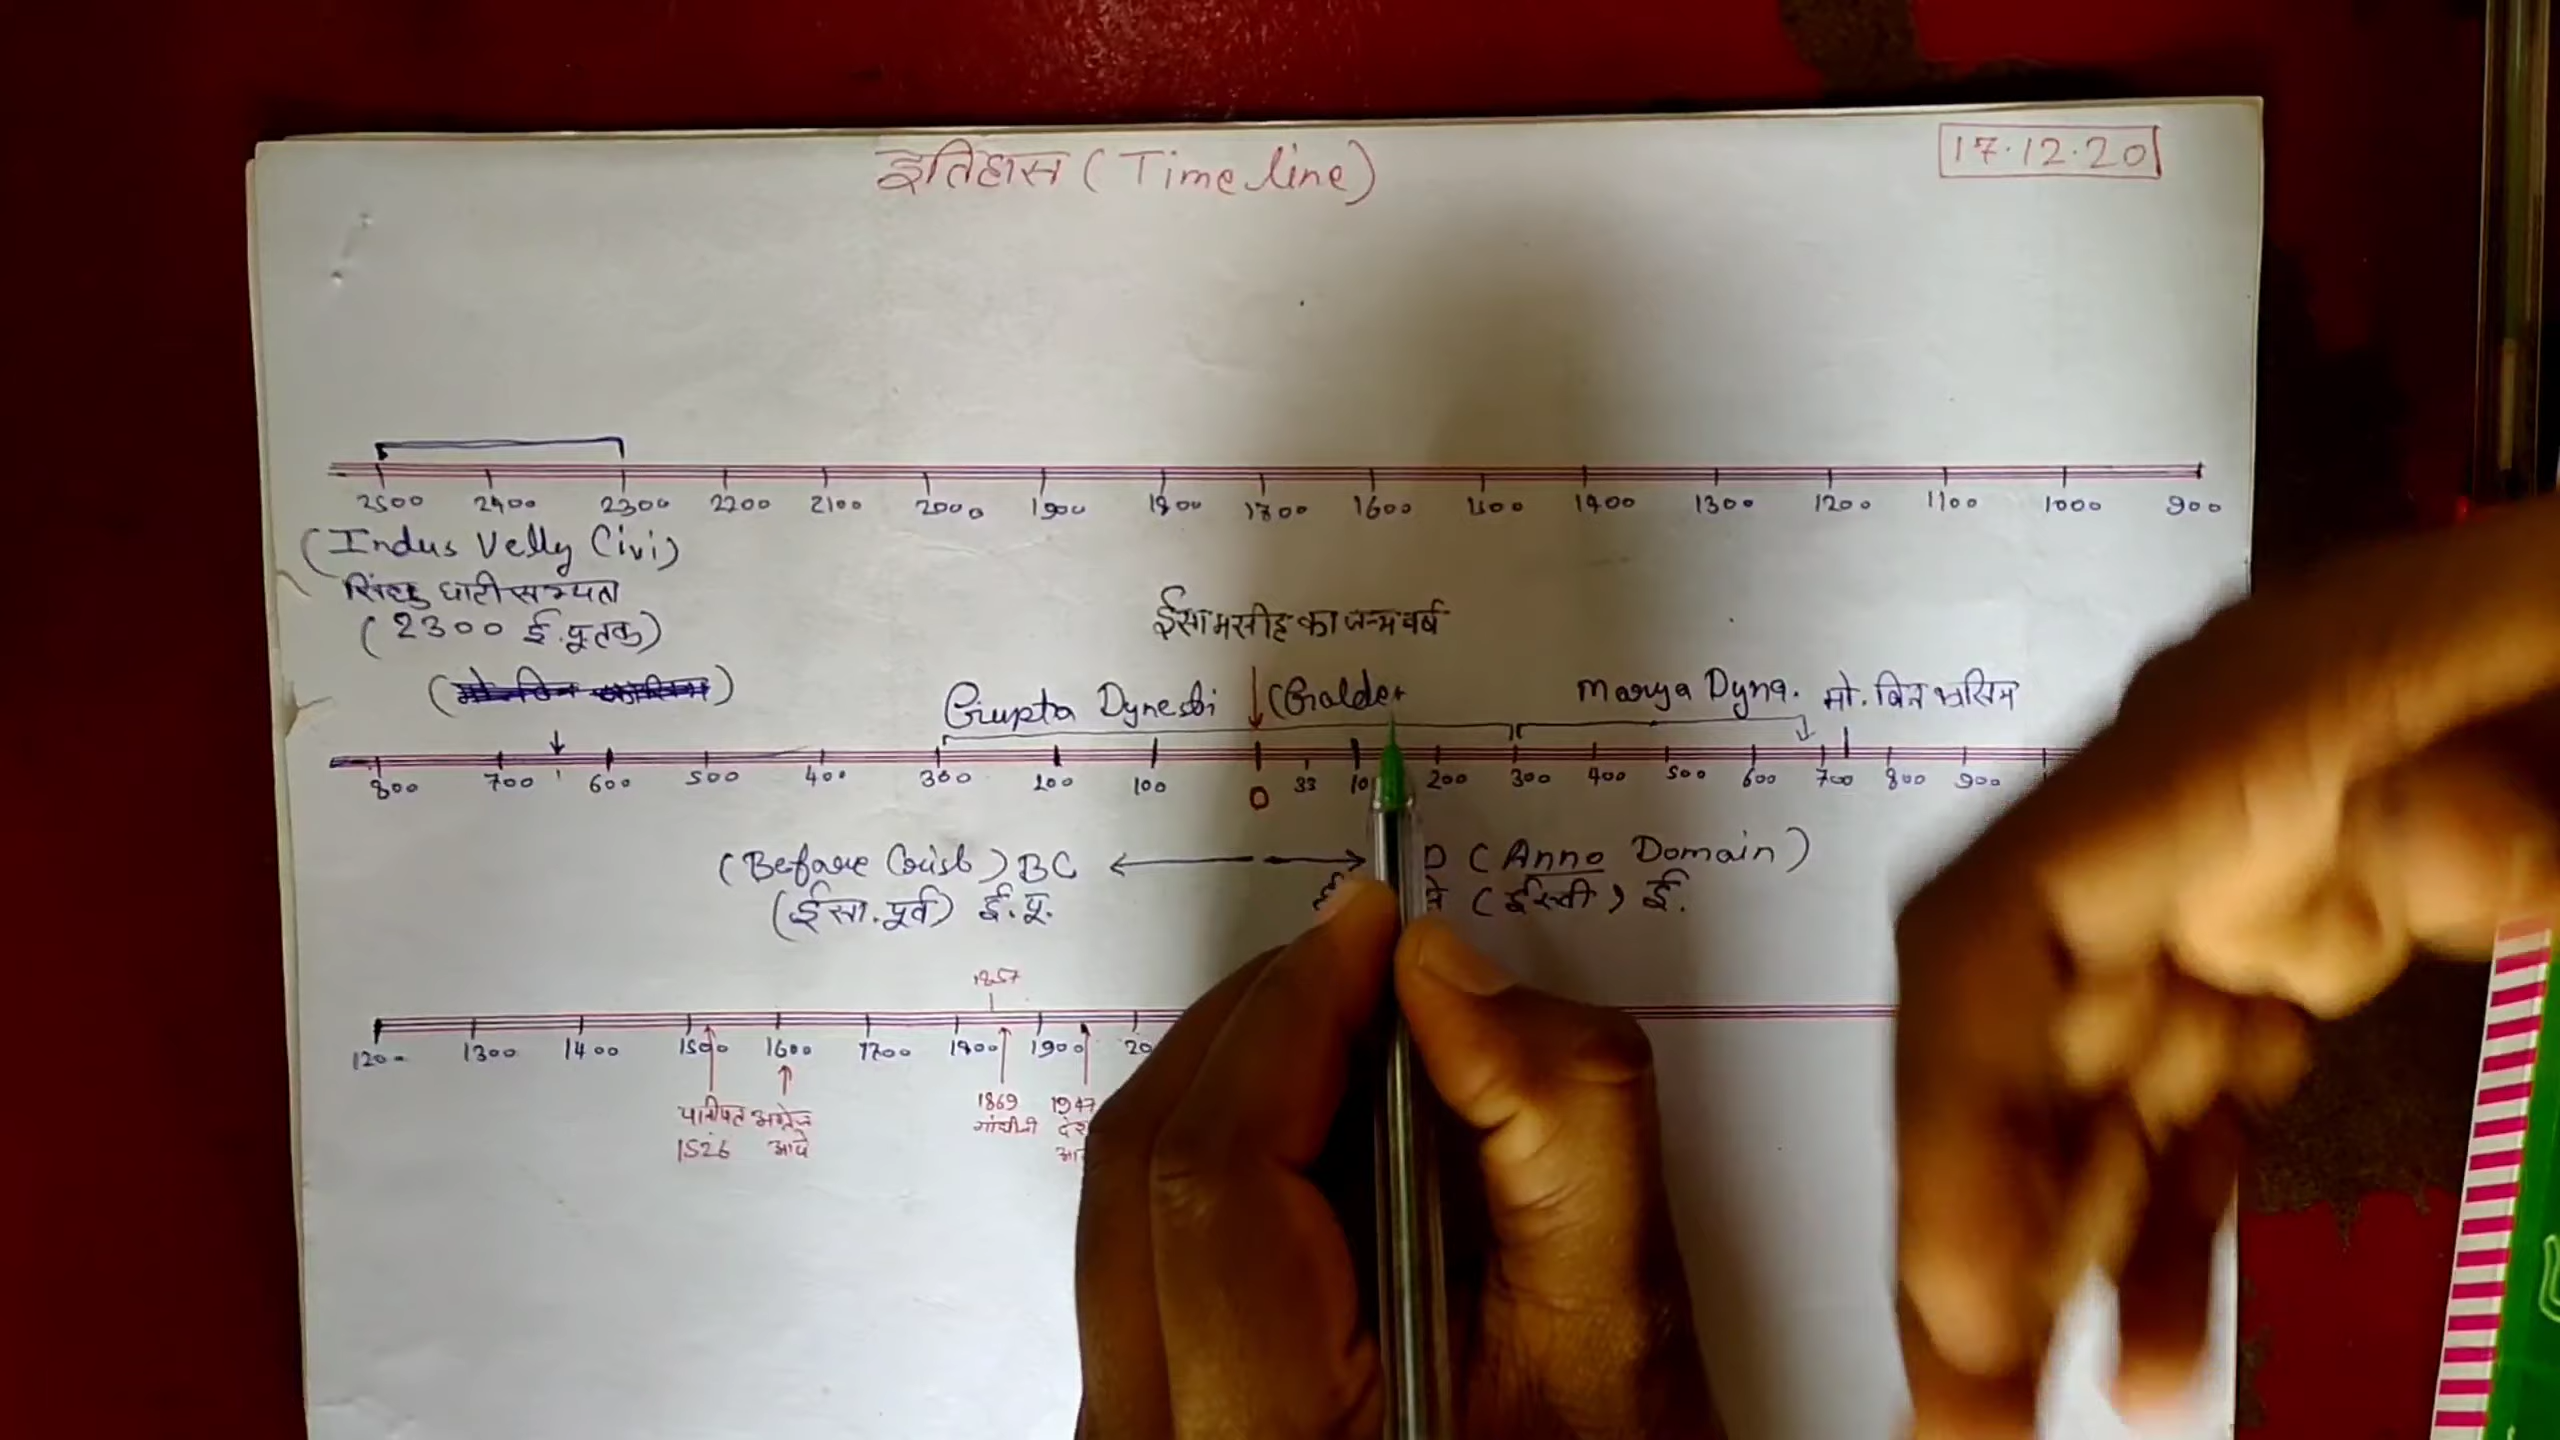 इतिहास (Time line)
17.12.20
2500 2400 2300 2200 2100 2000 1900 1800 1700 1600 1500 1400 1300 1200 1100 1000 900
(Indus Velly Civi)
सिंधु घाटी सभ्यता
(2300 ई.पू तक)
ईसा मसीह का जन्म वर्ष
Gupta Dynesti (Golden
Marya Dyna. मो. बिन कासिम
800 700 600 500 400 300 200 100 0 33 200 300 400 500 600 700 800 900
(Before Crist) BC
D (Anno Domain)
(ईसा. पूर्व) ई.पू.
(ईस्वी) ई.
1857
1200 1300 1400 1500 1600 1700 1800 1900 20
पानीपत अंग्रेज 1869 1947
1526 आये गांधीजी